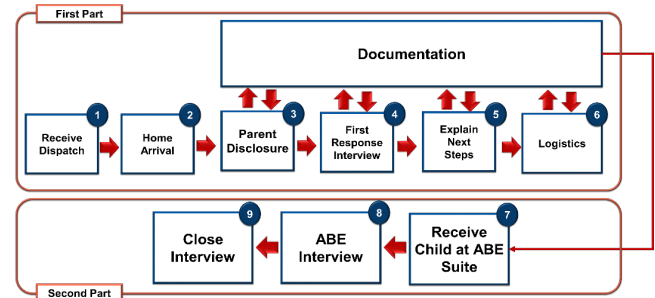 First Part
Documentation
1
Receive
Dispatch
2
Home
Arrival
3
Parent
Disclosure
4
First
Response
Interview
5
Explain
Next
Steps
6
Logistics
9
Close
Interview
8
ABE
Interview
7
Receive
Child at ABE
Suite
Second Part